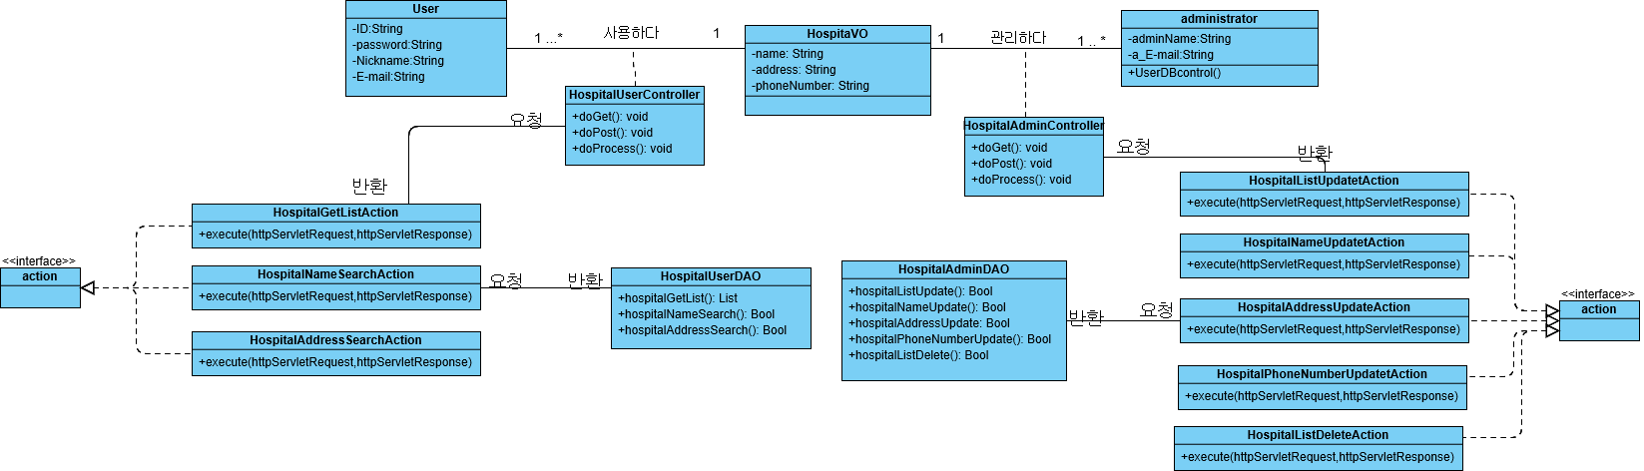 User
-ID:String
-password:String
-Nickname:String
-E-mail:String
1 ...*
사용하다
1
HospitaVO
-name: String
-address: String
-phoneNumber: String
1
관리하다
1 .. *
administrator
-adminName:String
-a_E-mail:String
+UserDBcontrol()
HospitalUserController
+doGet(): void
+doPost(): void
+doProcess(): void
요청
반환
HospitalAdminController
+doGet(): void
+doPost(): void
+doProcess(): void
요청
반환
HospitalGetListAction
+execute(httpServletRequest,httpServletResponse)
<<interface>>
action
HospitalNameSearchAction
+execute(httpServletRequest,httpServletResponse)
요청
반환
HospitalAddressSearchAction
+execute(httpServletRequest,httpServletResponse)
HospitalUserDAO
+hospitalGetList(): List
+hospitalNameSearch(): Bool
+hospitalAddressSearch(): Bool
HospitalAdminDAO
+hospitalListUpdate(): Bool
+hospitalNameUpdate(): Bool
+hospitalAddressUpdate: Bool
+hospitalPhoneNumberUpdate(): Bool
+hospitalListDelete(): Bool
반환
요청
HospitalListUpdatetAction
+execute(httpServletRequest,httpServletResponse)
HospitalNameUpdatetAction
+execute(httpServletRequest,httpServletResponse)
HospitalAddressUpdateAction
+execute(httpServletRequest,httpServletResponse)
HospitalPhoneNumberUpdatetAction
+execute(httpServletRequest,httpServletResponse)
HospitalListDeleteAction
+execute(httpServletRequest,httpServletResponse)
<<interface>>
action